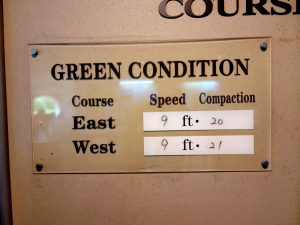 COURSE
GREEN CONDITION
Course Speed Compaction
East 9 ft· 20
West 9 ft· 21